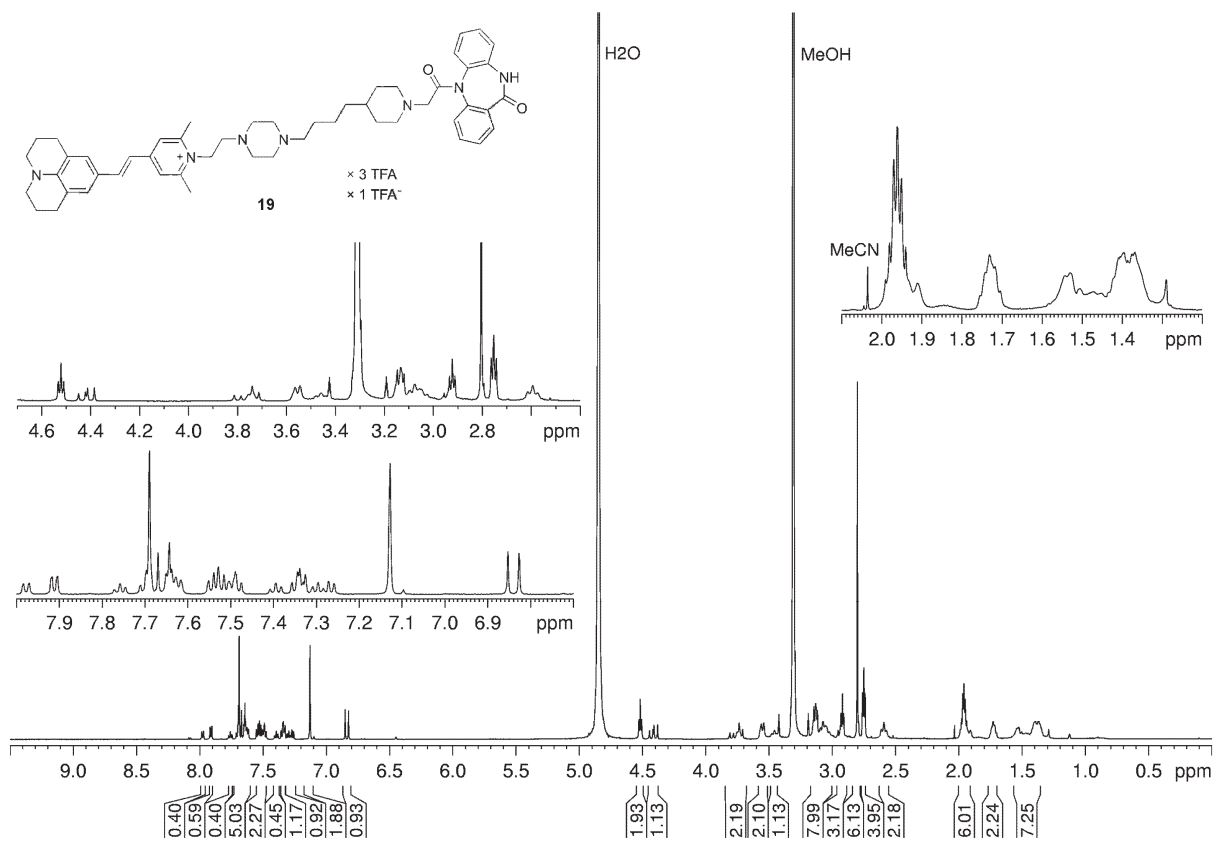 H2O
MeOH
O
N
NH
O
N
N
N
N
+
N
× 3 TFA
× 1 TFA⁻
19
MeCN
2.0 1.9 1.8 1.7 1.6 1.5 1.4 ppm
4.6 4.4 4.2 4.0 3.8 3.6 3.4 3.2 3.0 2.8 ppm
7.9 7.8 7.7 7.6 7.5 7.4 7.3 7.2 7.1 7.0 6.9 ppm
9.0 8.5 8.0 7.5 7.0 6.5 6.0 5.5 5.0 4.5 4.0 3.5 3.0 2.5 2.0 1.5 1.0 0.5 ppm
0.40 0.59 0.40 5.03 2.27 0.45 1.17 0.92 1.88 0.93 1.93 1.13 2.19 2.10 1.13 7.99 3.17 6.13 3.95 2.18 6.01 2.24 7.25